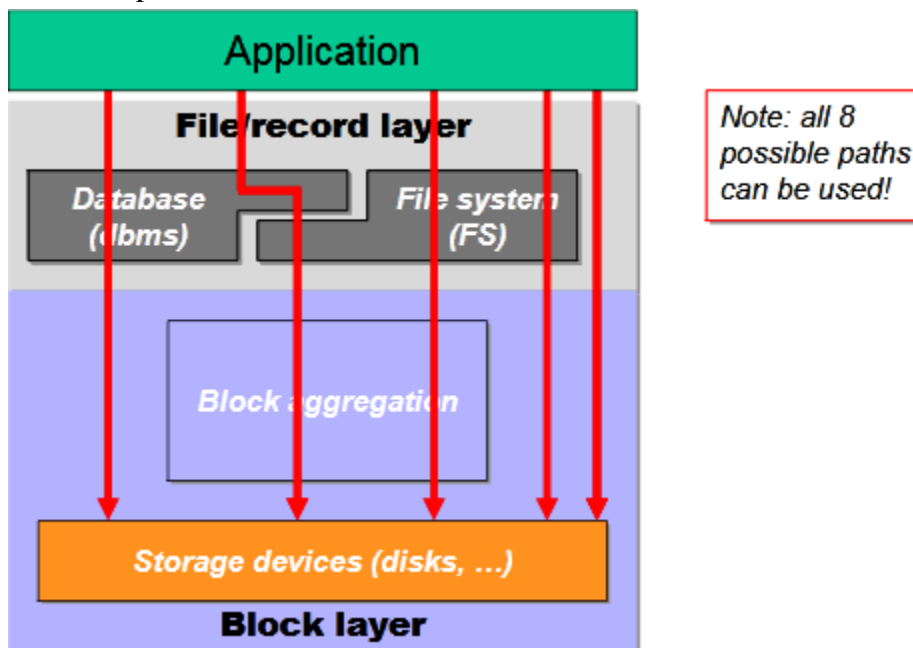 Application
File/record layer
Database
(dbms)
File system
(FS)
Block aggregation
Storage devices (disks, …)
Block layer
Note: all 8
possible paths
can be used!